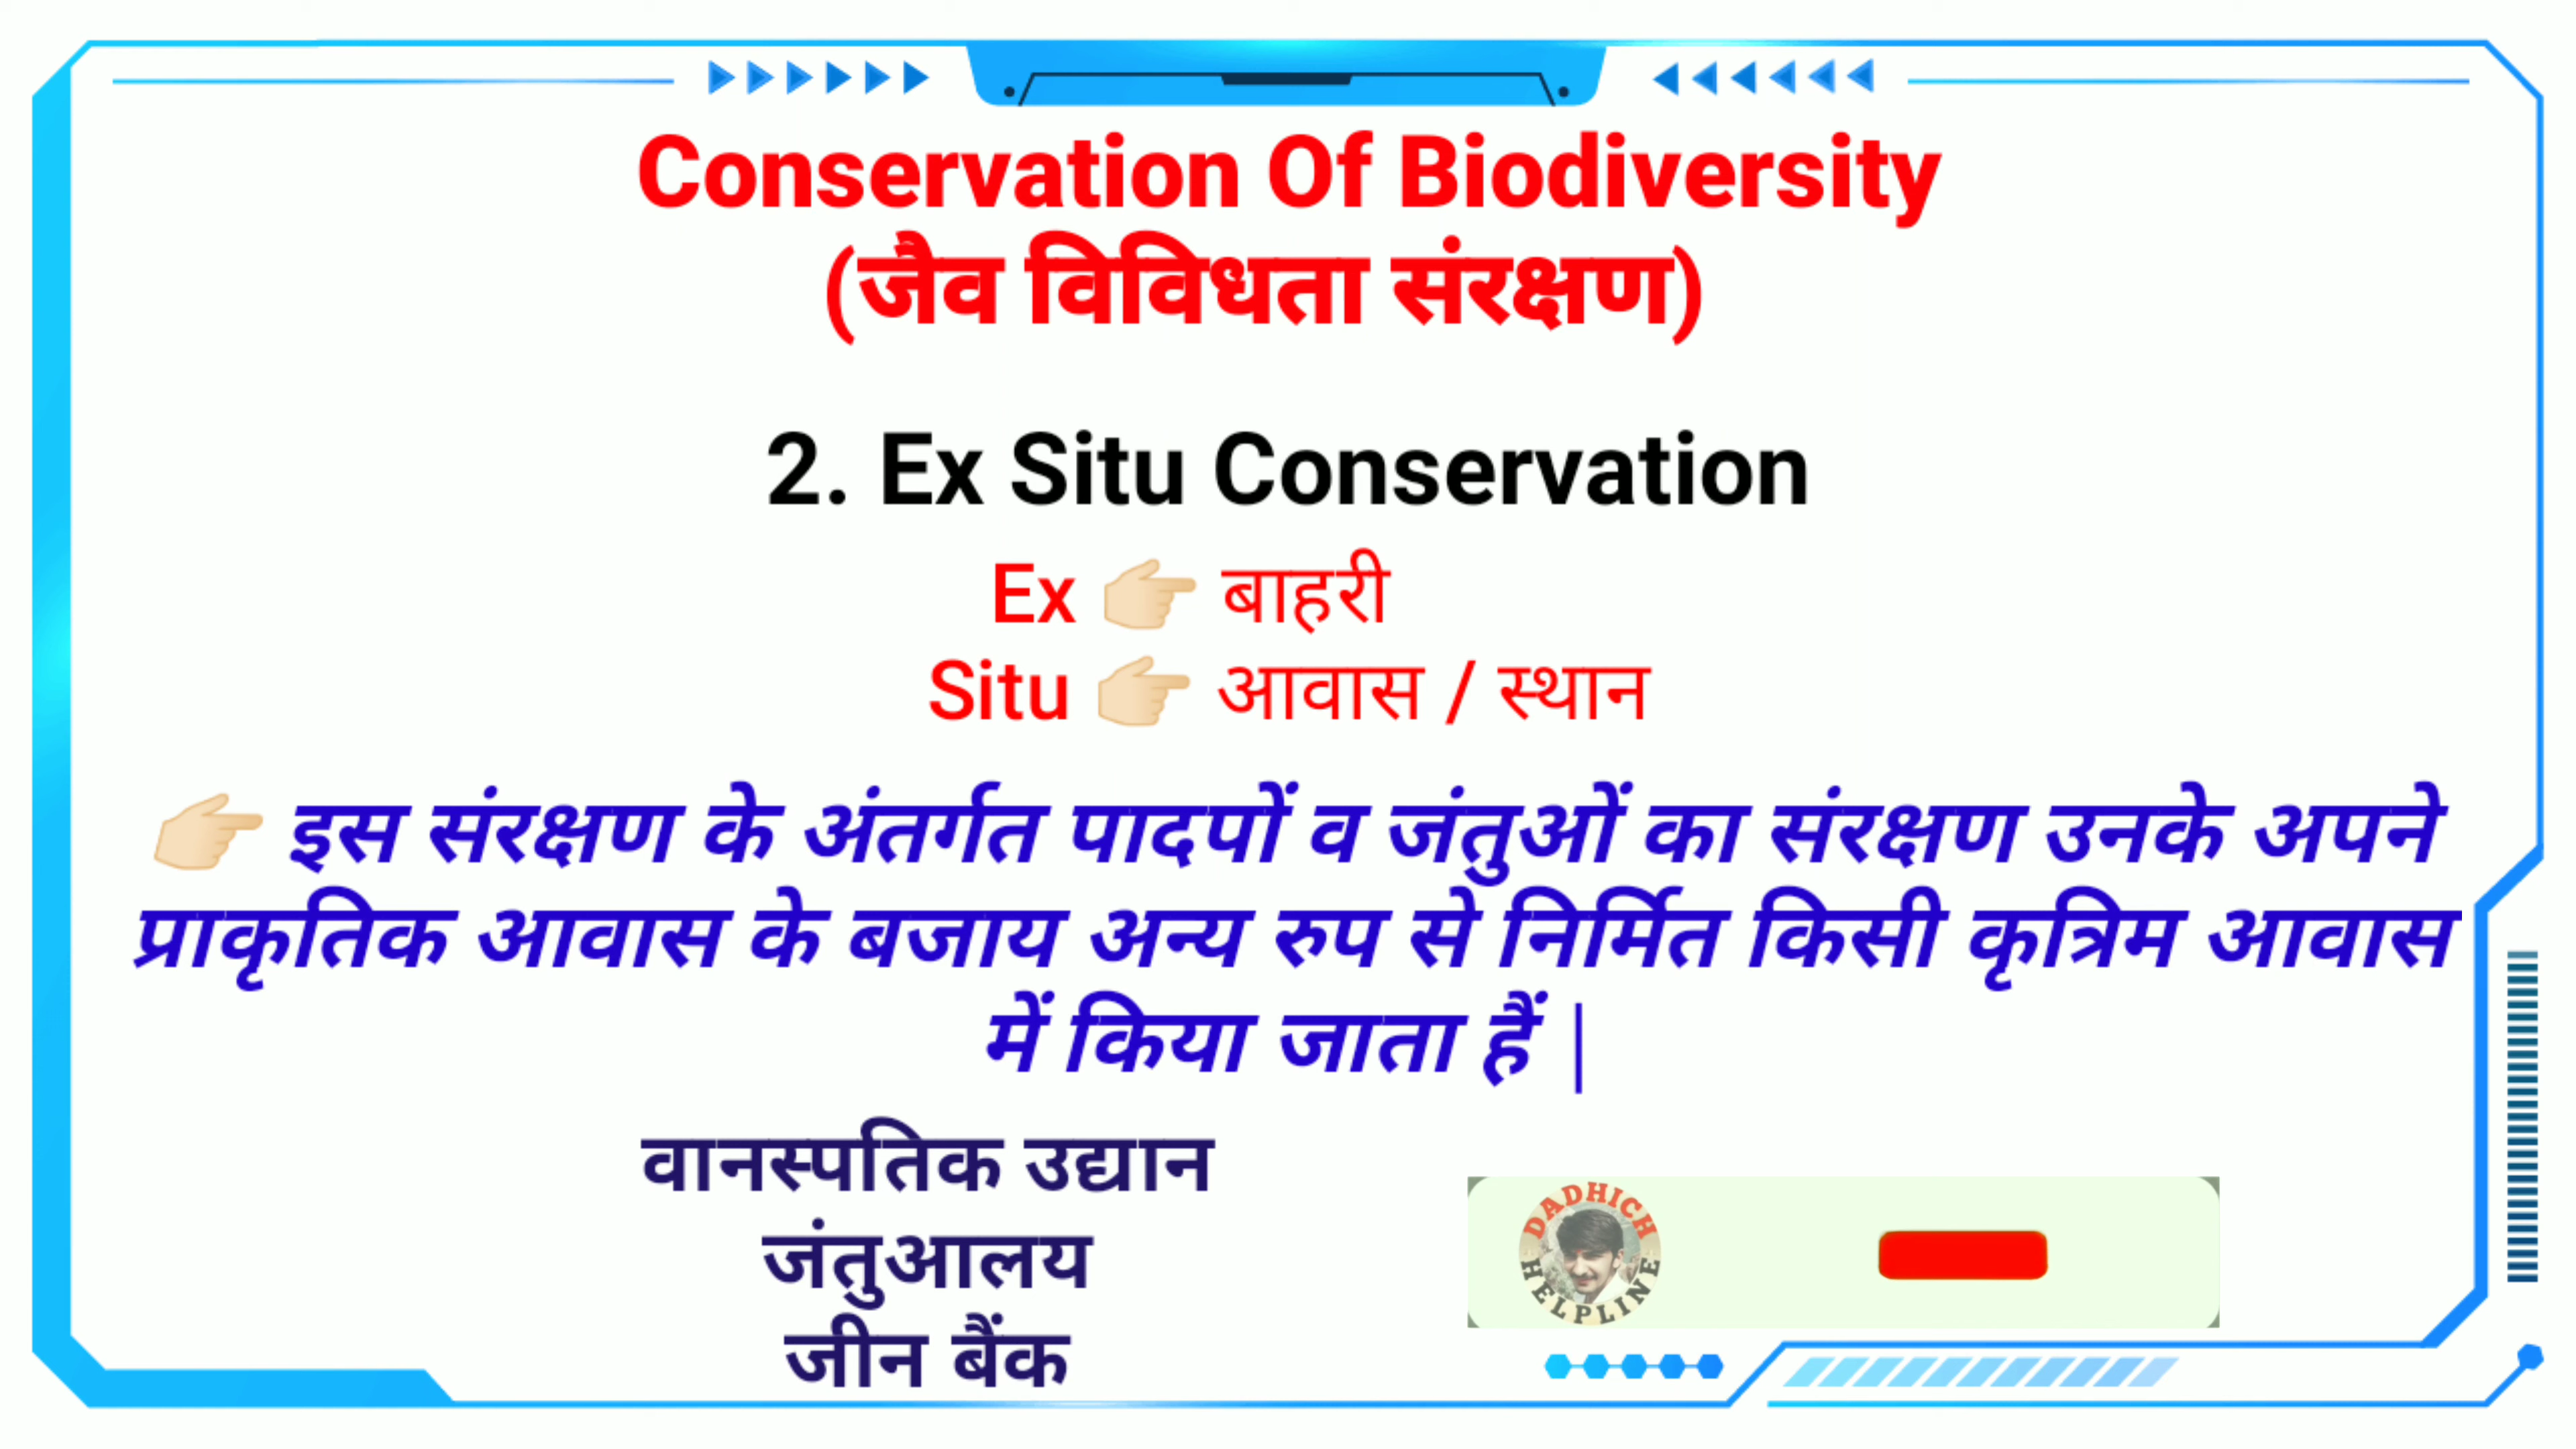 Conservation Of Biodiversity
(जैव विविधता संरक्षण)
2. Ex Situ Conservation
Ex 👉🏻 बाहरी
Situ 👉🏻 आवास / स्थान
👉🏻 इस संरक्षण के अंतर्गत पादपों व जंतुओं का संरक्षण उनके अपने
प्राकृतिक आवास के बजाय अन्य रुप से निर्मित किसी कृत्रिम आवास
में किया जाता हैं |
वानस्पतिक उद्यान
जंतुआलय
जीन बैंक
DADHICH
HELPLINE